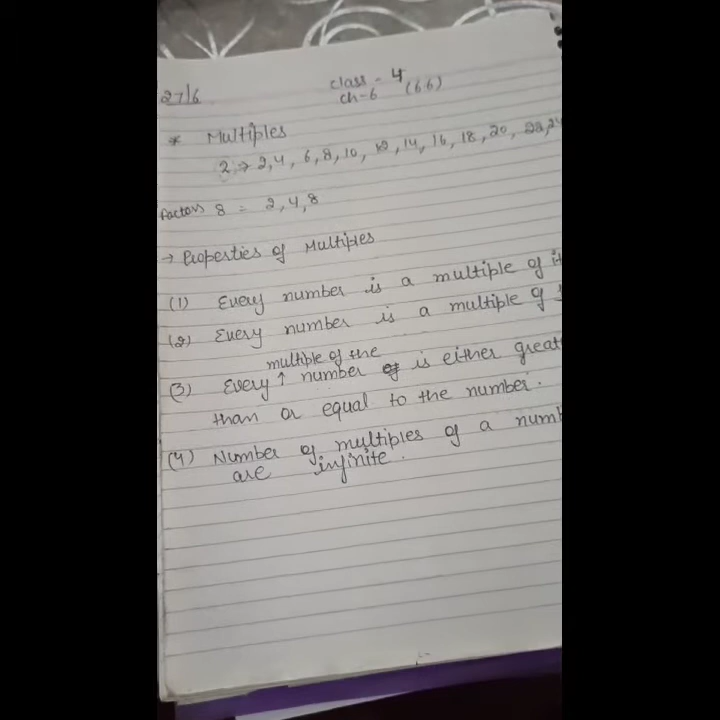 27/6
class - 4
ch-6 (66)
* Multiples
2 → 2,4, 6,8,10, 12,14, 16, 18,20, 22,24
factors 8 = 2,4,8
→ Properties of Multiples
(1) Every number is a multiple of it
(2) Every number is a multiple of
multiple of the
(3) Every ↑ number is either great
than or equal to the number.
(4) Number of multiples of a numb
are infinite.